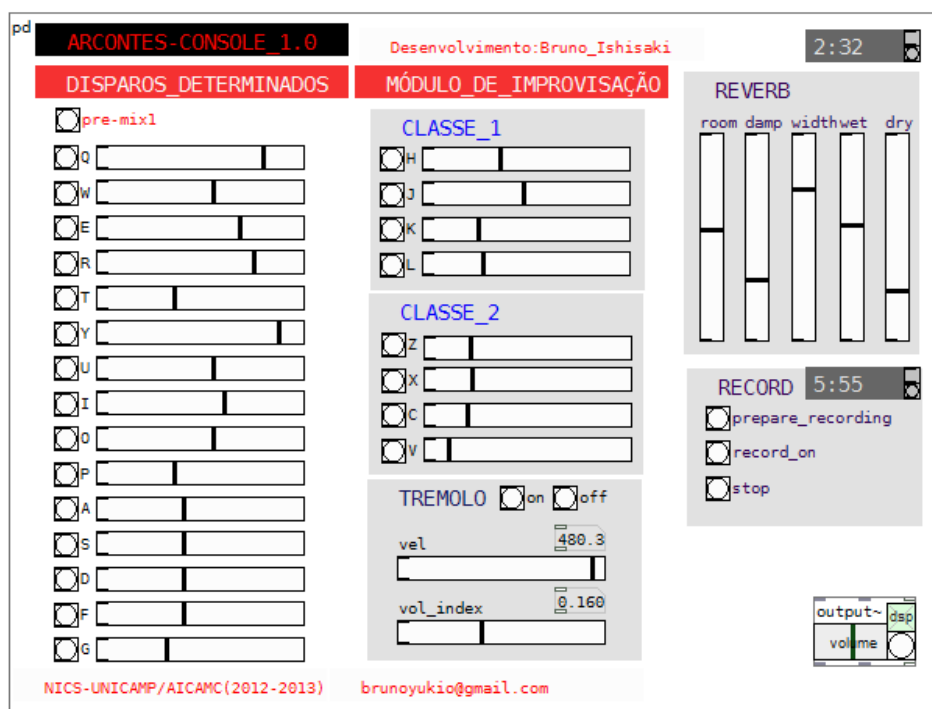 pd
ARCONTES-CONSOLE_1.0
Desenvolvimento:Bruno_Ishisaki
2:32
DISPAROS_DETERMINADOS
pre-mix1
Q
W
E
R
T
Y
U
I
O
P
A
S
D
F
G
MÓDULO_DE_IMPROVISAÇÃO
CLASSE_1
H
J
K
L
CLASSE_2
Z
X
C
V
TREMOLO on off
vel 480.3
vol_index 0.160
REVERB
room damp width wet dry
RECORD 5:55
prepare_recording
record_on
stop
output~ dsp
volume
NICS-UNICAMP/AICAMC(2012-2013) brunoyukio@gmail.com